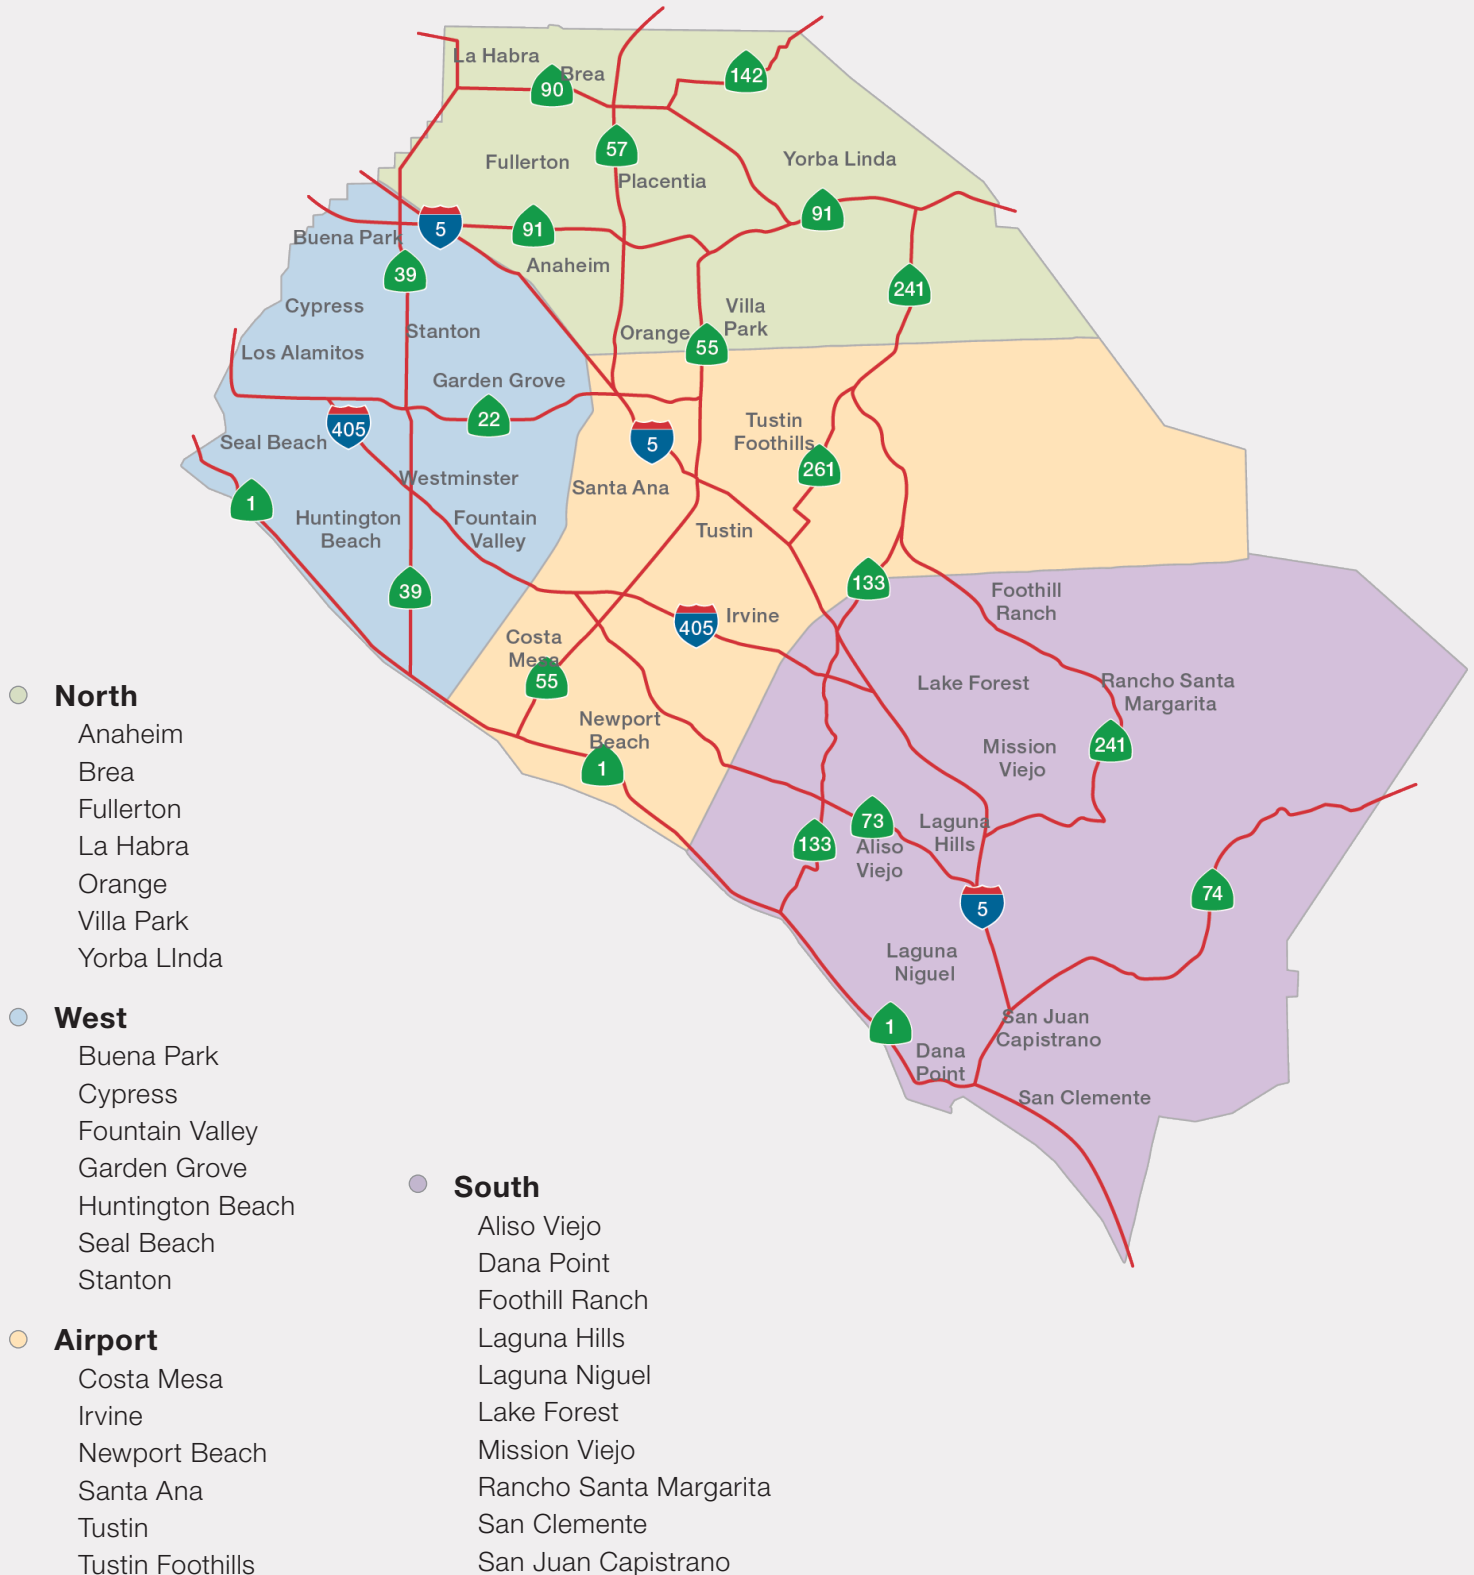 La Habra
Brea
90
142
57
Fullerton
Placentia
Yorba Linda
91
5
91
Buena Park
39
Anaheim
241
Cypress
Stanton
Villa
Park
Orange
55
Los Alamitos
Garden Grove
22
405
Seal Beach
5
Tustin
Foothills
261
Westminster
Santa Ana
1
Huntington
Beach
Fountain
Valley
Tustin
39
133
Foothill
Ranch
405
Irvine
Costa
Mesa
55
Lake Forest
Rancho Santa
Margarita
Newport
Beach
1
Mission
Viejo
241
73
Laguna
Hills
133
Aliso
Viejo
5
74
Laguna
Niguel
1
San Juan
Capistrano
Dana
Point
San Clemente
North
Anaheim
Brea
Fullerton
La Habra
Orange
Villa Park
Yorba LInda
West
Buena Park
Cypress
Fountain Valley
Garden Grove
Huntington Beach
Seal Beach
Stanton
Airport
Costa Mesa
Irvine
Newport Beach
Santa Ana
Tustin
Tustin Foothills
South
Aliso Viejo
Dana Point
Foothill Ranch
Laguna Hills
Laguna Niguel
Lake Forest
Mission Viejo
Rancho Santa Margarita
San Clemente
San Juan Capistrano